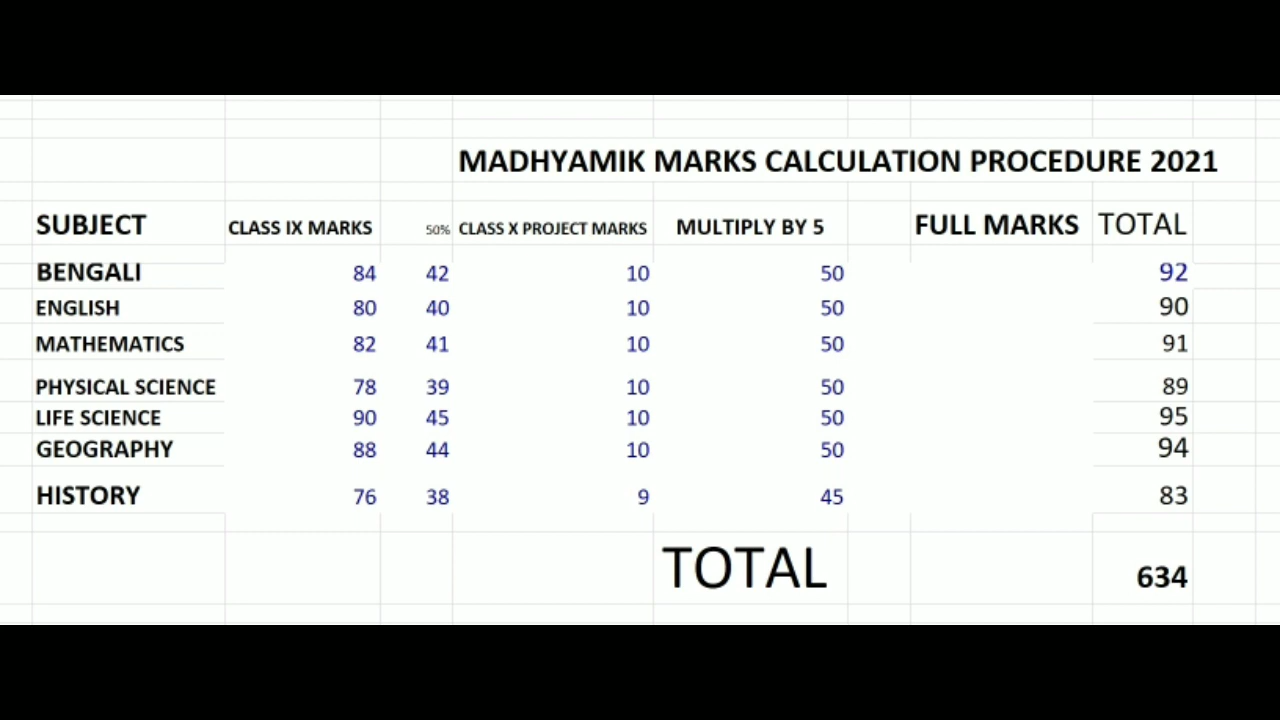 MADHYAMIK MARKS CALCULATION PROCEDURE 2021
SUBJECT CLASS IX MARKS 50% CLASS X PROJECT MARKS MULTIPLY BY 5 FULL MARKS TOTAL
BENGALI 84 42 10 50 92
ENGLISH 80 40 10 50 90
MATHEMATICS 82 41 10 50 91
PHYSICAL SCIENCE 78 39 10 50 89
LIFE SCIENCE 90 45 10 50 95
GEOGRAPHY 88 44 10 50 94
HISTORY 76 38 9 45 83
TOTAL 634